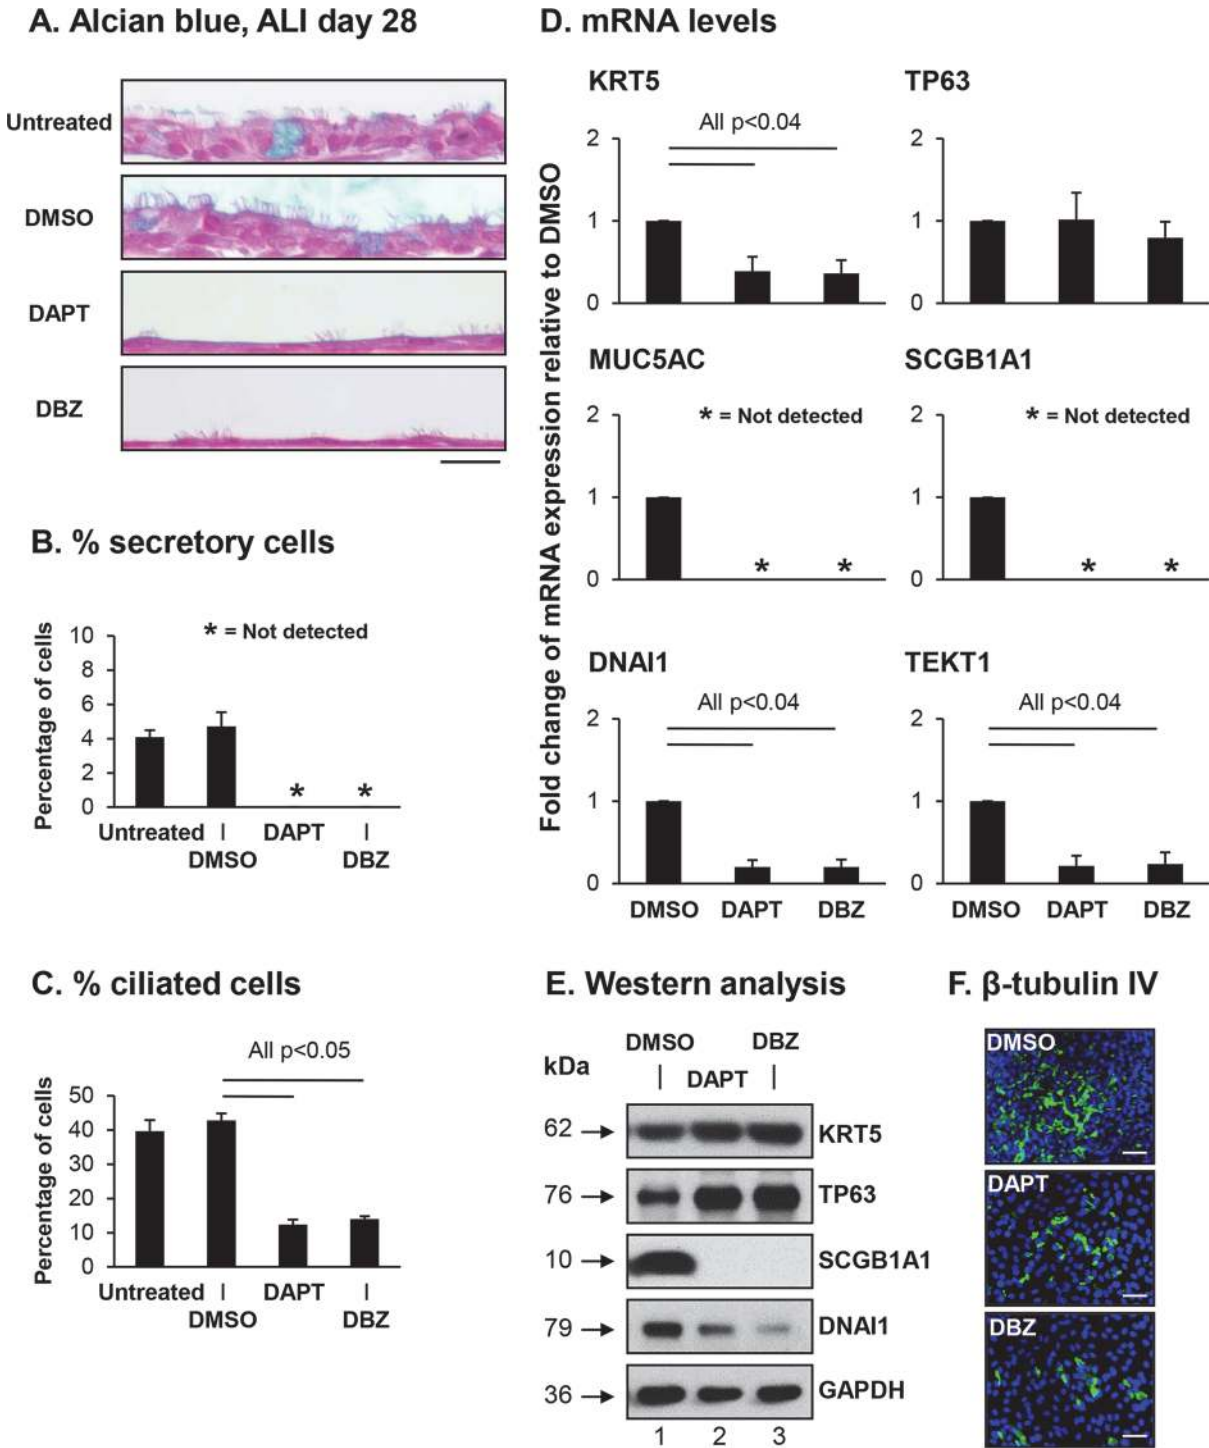 A. Alcian blue, ALI day 28
Untreated
DMSO
DAPT
DBZ
B. % secretory cells
* = Not detected
Percentage of cells
10
8
6
4
2
0
* *
Untreated DAPT
DMSO DBZ
C. % ciliated cells
All p<0.05
Percentage of cells
50
40
30
20
10
0
Untreated DAPT
DMSO DBZ
D. mRNA levels
Fold change of mRNA expression relative to DMSO
KRT5
All p<0.04
2
1
0
TP63
2
1
0
MUC5AC
* = Not detected
2
1
0
* *
SCGB1A1
* = Not detected
2
1
0
* *
DNAI1
All p<0.04
2
1
0
DMSO DAPT DBZ
TEKT1
All p<0.04
2
1
0
DMSO DAPT DBZ
E. Western analysis
DMSO DBZ
kDa
DAPT
62 → KRT5
76 → TP63
10 → SCGB1A1
79 → DNAI1
36 → GAPDH
1 2 3
F. β-tubulin IV
DMSO
DAPT
DBZ